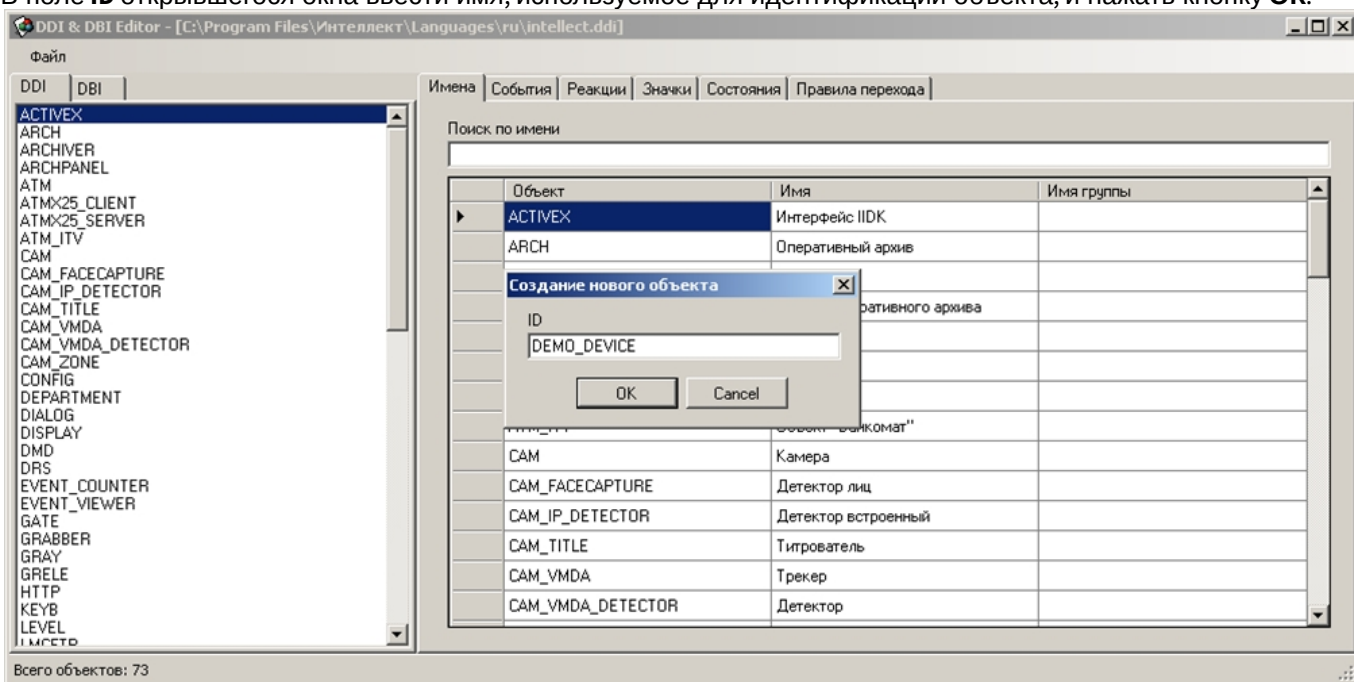 В поле ID открывшегося окна ввести имя, используемое для идентификации объекта, и нажать кнопку OK.
DDI & DBI Editor - [C:\Program Files\Интеллект\Languages\ru\intellect.ddi]
Файл
DDI DBI
ACTIVEX
ARCH
ARCHIVER
ARCHPANEL
ATM
ATMX25_CLIENT
ATMX25_SERVER
ATM_ITV
CAM
CAM_FACECAPTURE
CAM_IP_DETECTOR
CAM_TITLE
CAM_VMDA
CAM_VMDA_DETECTOR
CAM_ZONE
CONFIG
DEPARTMENT
DIALOG
DISPLAY
DMD
DRS
EVENT_COUNTER
EVENT_VIEWER
GATE
GRABBER
GRAY
GRELE
HTTP
KEYB
LEVEL
Имена События Реакции Значки Состояния Правила перехода
Поиск по имени
Объект Имя Имя группы
ACTIVEX Интерфейс IIDK
ARCH Оперативный архив
Создание нового объекта
ID
DEMO_DEVICE
OK Cancel
CAM Камера
CAM_FACECAPTURE Детектор лиц
CAM_IP_DETECTOR Детектор встроенный
CAM_TITLE Титрователь
CAM_VMDA Трекер
CAM_VMDA_DETECTOR Детектор
Всего объектов: 73